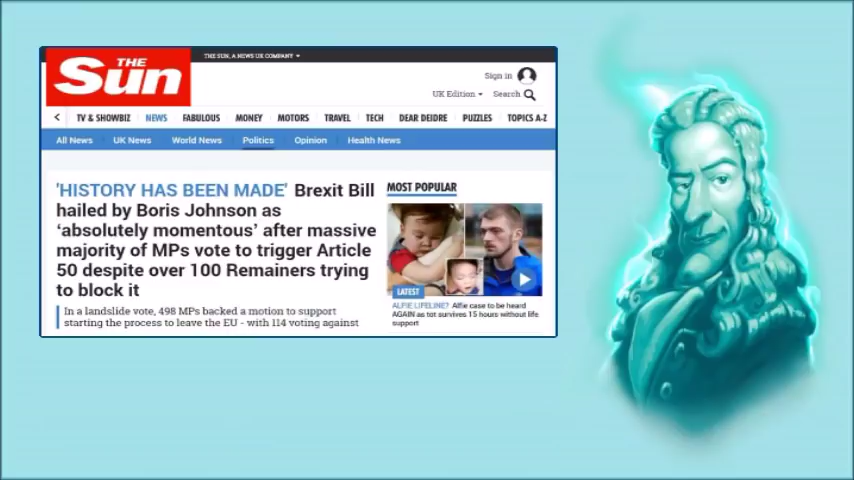 THE SUN, A NEWS UK COMPANY
THE
Sun
Sign in
UK Edition
Search
TV & SHOWBIZ NEWS FABULOUS MONEY MOTORS TRAVEL TECH DEAR DEIDRE PUZZLES TOPICS A-Z
All News UK News World News Politics Opinion Health News
'HISTORY HAS BEEN MADE' Brexit Bill
hailed by Boris Johnson as
‘absolutely momentous’ after massive
majority of MPs vote to trigger Article
50 despite over 100 Remainers trying
to block it
In a landslide vote, 498 MPs backed a motion to support
starting the process to leave the EU - with 114 voting against
MOST POPULAR
LATEST
ALFIE LIFELINE? Alfie case to be heard
AGAIN as tot survives 15 hours without life
support